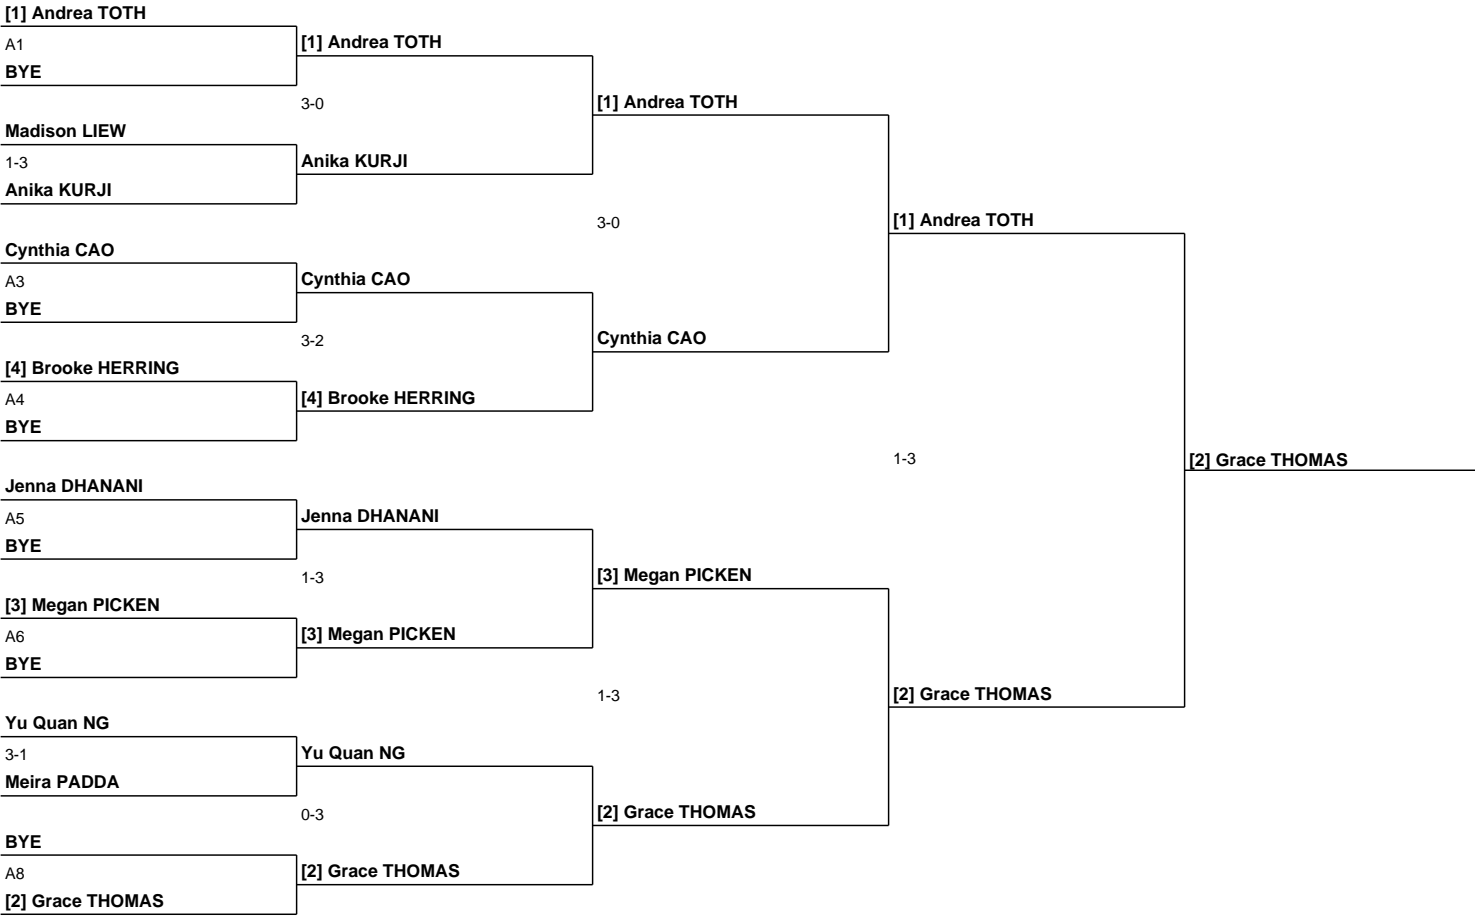 [1] Andrea TOTH
A1
BYE
Madison LIEW
1-3
Anika KURJI
Cynthia CAO
A3
BYE
[4] Brooke HERRING
A4
BYE
Jenna DHANANI
A5
BYE
[3] Megan PICKEN
A6
BYE
Yu Quan NG
3-1
Meira PADDA
BYE
A8
[2] Grace THOMAS
[1] Andrea TOTH
3-0
Anika KURJI
Cynthia CAO
3-2
[4] Brooke HERRING
Jenna DHANANI
1-3
[3] Megan PICKEN
Yu Quan NG
0-3
[2] Grace THOMAS
[1] Andrea TOTH
3-0
Cynthia CAO
[3] Megan PICKEN
1-3
[2] Grace THOMAS
[1] Andrea TOTH
1-3
[2] Grace THOMAS
[2] Grace THOMAS